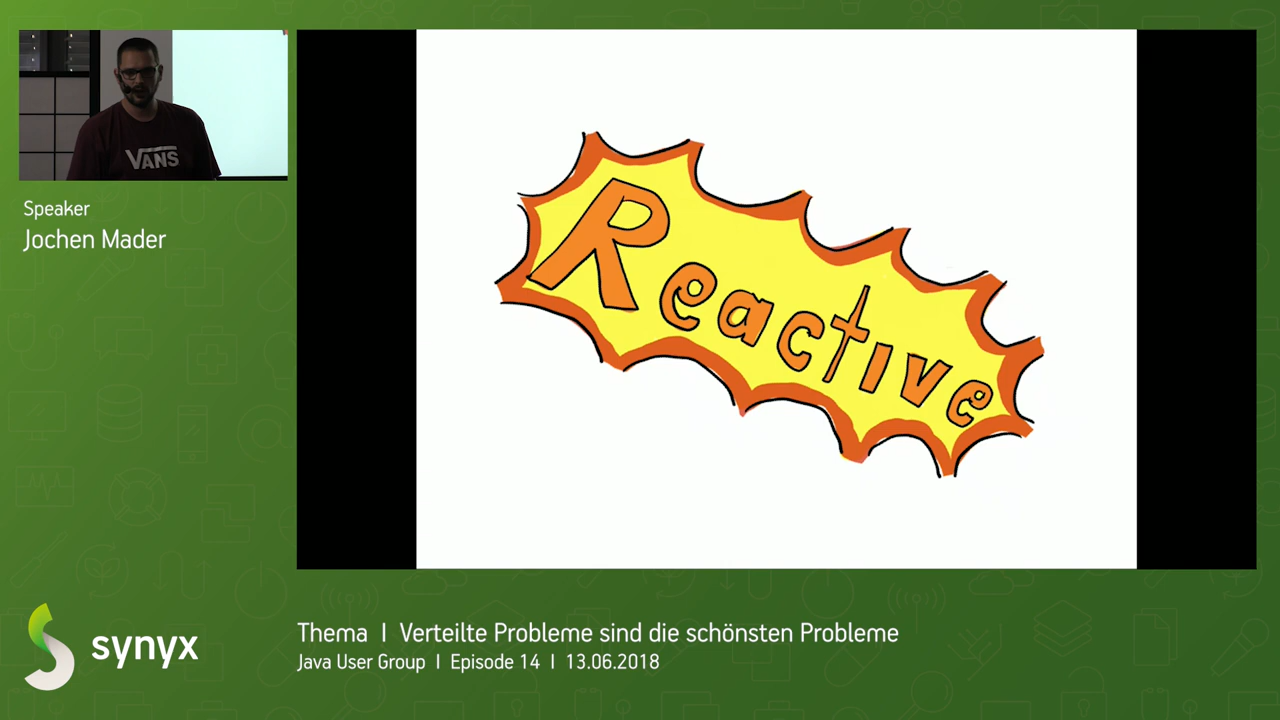 VANS
Speaker
Jochen Mader
Reactive
synyx
Thema | Verteilte Probleme sind die schönsten Probleme
Java User Group | Episode 14 | 13.06.2018